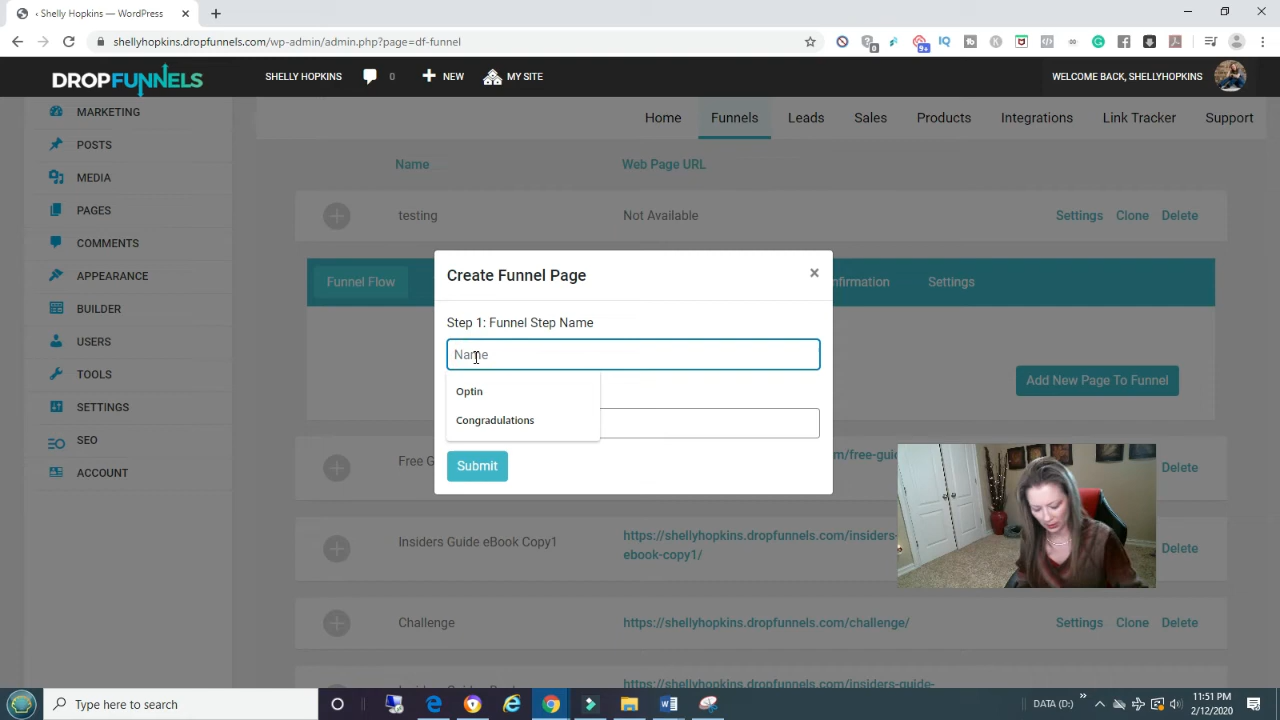 ‹ Shelly Hopkins — WordPress
shellyhopkins.dropfunnels.com/wp-admin/admin.php?page=df-funnel
DROPFUNNELS
SHELLY HOPKINS
0
NEW
MY SITE
WELCOME BACK, SHELLYHOPKINS
MARKETING
POSTS
MEDIA
PAGES
COMMENTS
APPEARANCE
BUILDER
USERS
TOOLS
SETTINGS
SEO
ACCOUNT
Home
Funnels
Leads
Sales
Products
Integrations
Link Tracker
Support
Name
Web Page URL
testing
Not Available
Settings Clone Delete
Funnel Flow
nfirmation
Settings
Create Funnel Page
×
Step 1: Funnel Step Name
Name
Optin
Congradulations
Submit
Add New Page To Funnel
Free G
om/free-guid
Delete
Insiders Guide eBook Copy1
https://shellyhopkins.dropfunnels.com/insiders-
ebook-copy1/
Delete
Challenge
https://shellyhopkins.dropfunnels.com/challenge/
Settings Clone Delete
https://shellyhopkins.dropfunnels.com/insiders-guide-
Type here to search
DATA (D:)
11:51 PM
2/12/2020